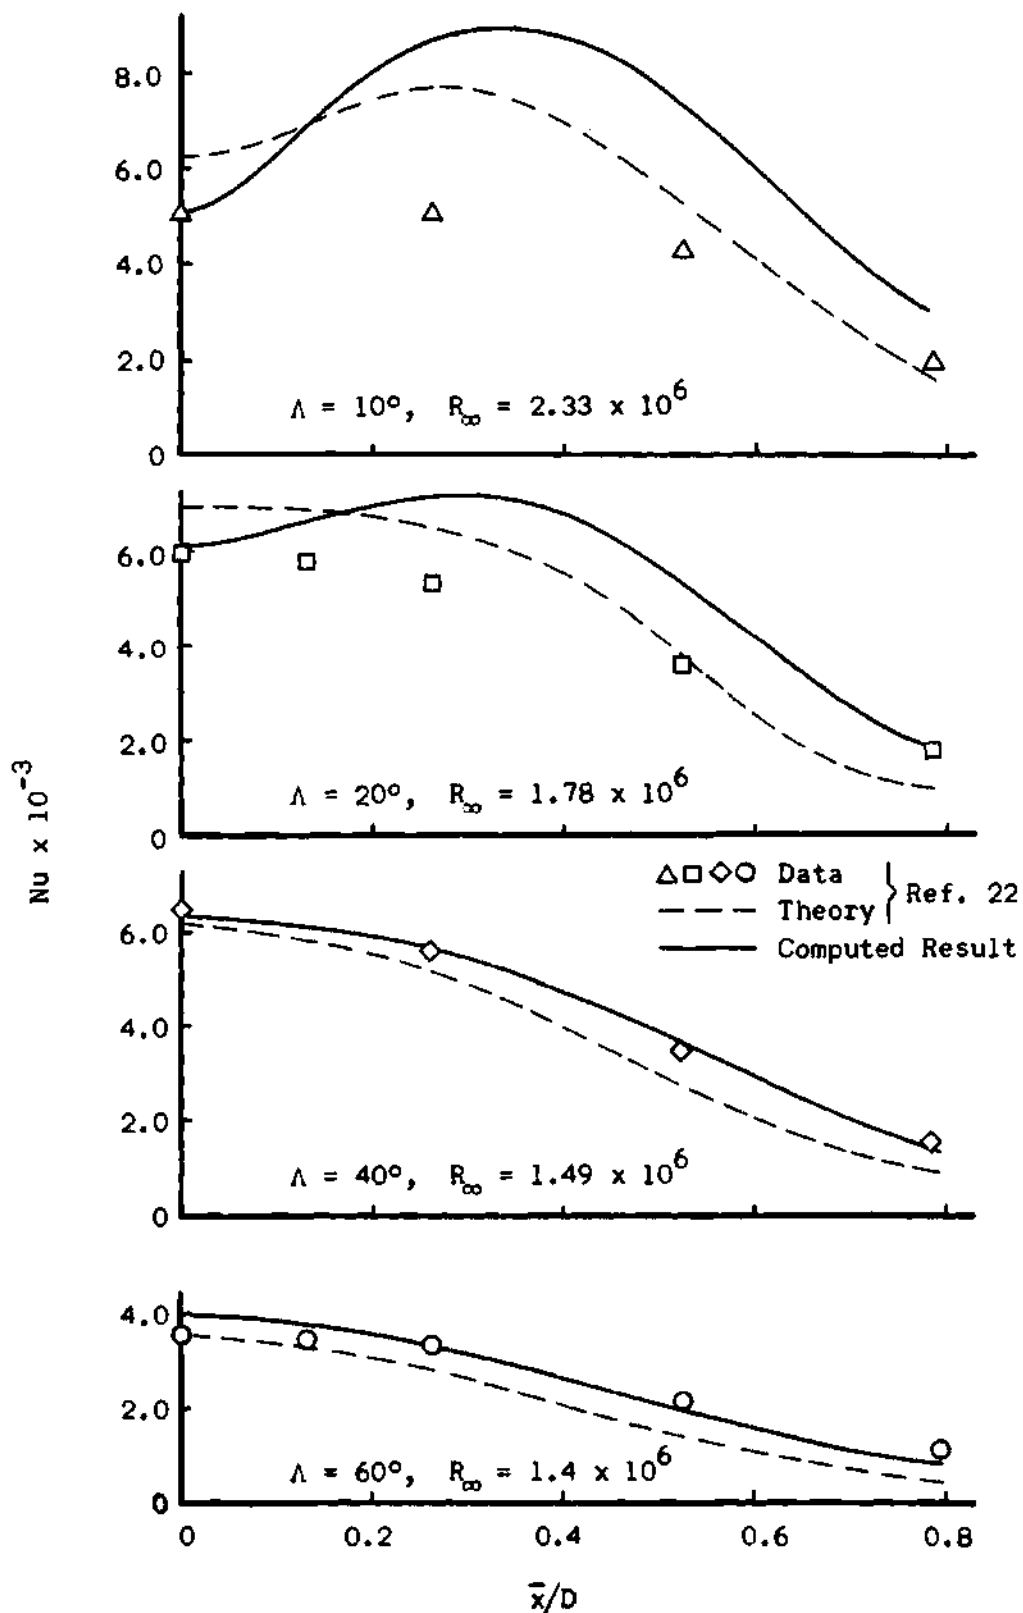 8.0
6.0
4.0
2.0
0
Λ = 10°, R∞ = 2.33 x 10⁶
6.0
4.0
2.0
0
Λ = 20°, R∞ = 1.78 x 10⁶
Nu x 10⁻³
Data
Theory
Ref. 22
Computed Result
6.0
4.0
2.0
0
Λ = 40°, R∞ = 1.49 x 10⁶
4.0
2.0
0
Λ = 60°, R∞ = 1.4 x 10⁶
0 0.2 0.4 0.6 0.8
x̄/D